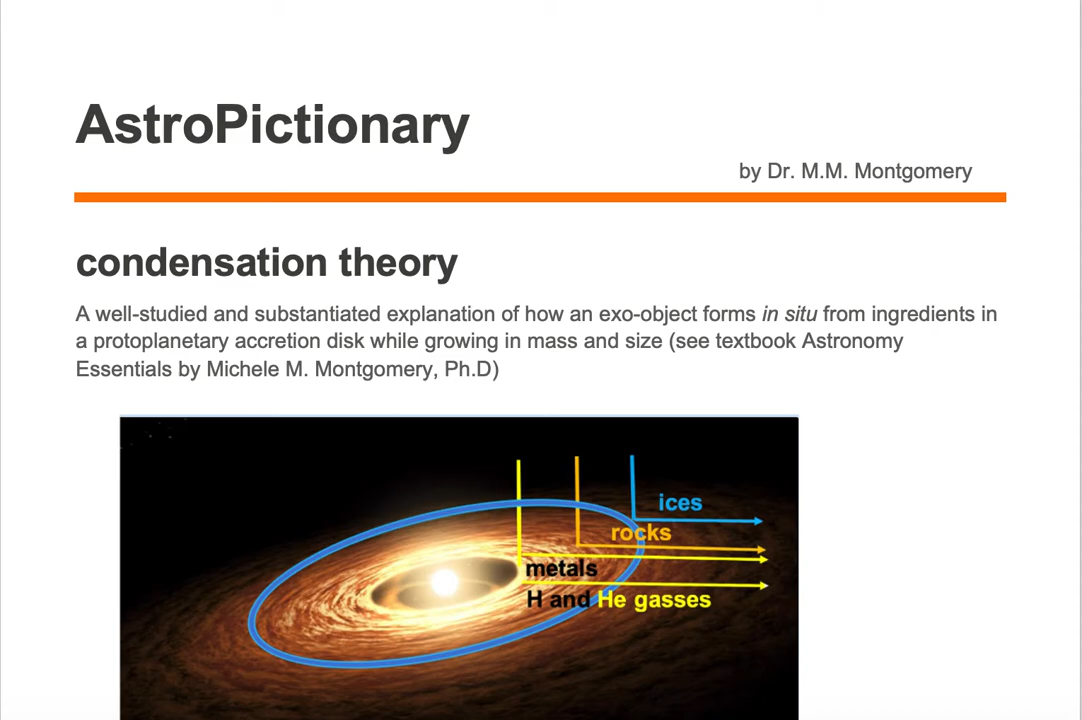 AstroPictionary
by Dr. M.M. Montgomery
condensation theory
A well-studied and substantiated explanation of how an exo-object forms in situ from ingredients in
a protoplanetary accretion disk while growing in mass and size (see textbook Astronomy
Essentials by Michele M. Montgomery, Ph.D)
ices
rocks
metals
H and He gasses